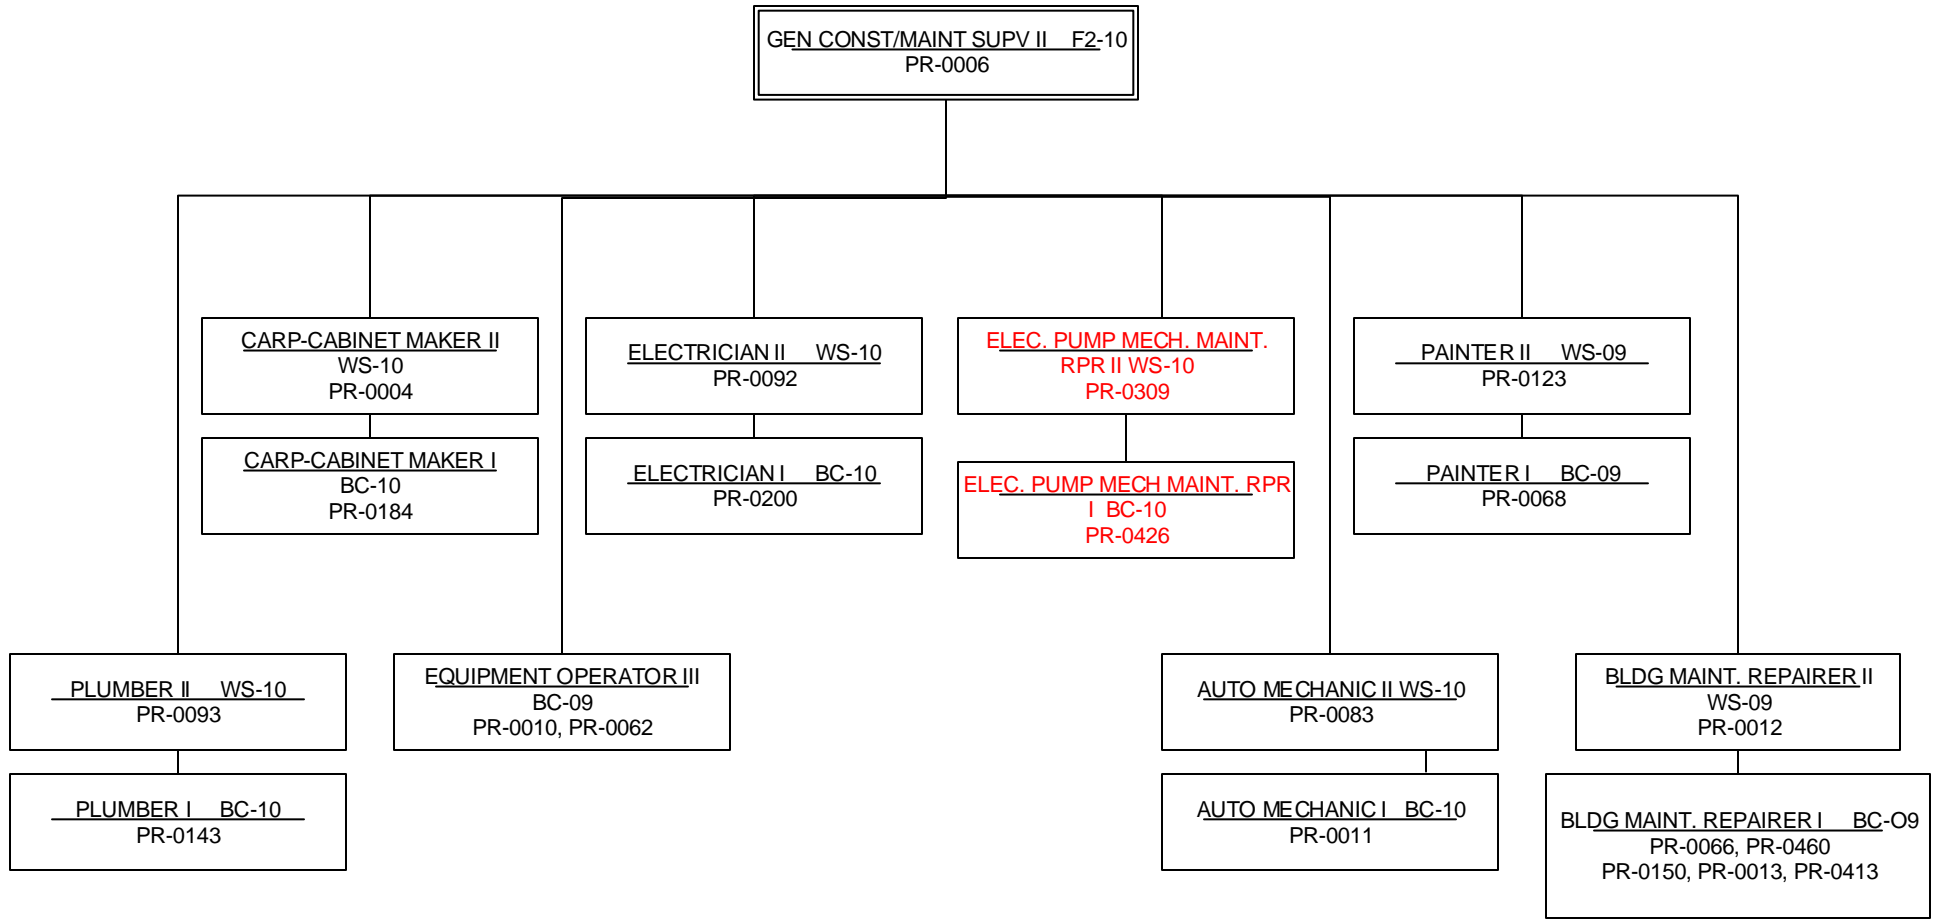 GEN CONST/MAINT SUPV II F2-10
PR-0006
CARP-CABINET MAKER II
WS-10
PR-0004
CARP-CABINET MAKER I
BC-10
PR-0184
ELECTRICIAN II WS-10
PR-0092
ELECTRICIAN I BC-10
PR-0200
ELEC. PUMP MECH. MAINT.
RPR II WS-10
PR-0309
ELEC. PUMP MECH MAINT. RPR
I BC-10
PR-0426
PAINTER II WS-09
PR-0123
PAINTER I BC-09
PR-0068
PLUMBER II WS-10
PR-0093
PLUMBER I BC-10
PR-0143
EQUIPMENT OPERATOR III
BC-09
PR-0010, PR-0062
AUTO MECHANIC II WS-10
PR-0083
AUTO MECHANIC I BC-10
PR-0011
BLDG MAINT. REPAIRER II
WS-09
PR-0012
BLDG MAINT. REPAIRER I BC-O9
PR-0066, PR-0460
PR-0150, PR-0013, PR-0413